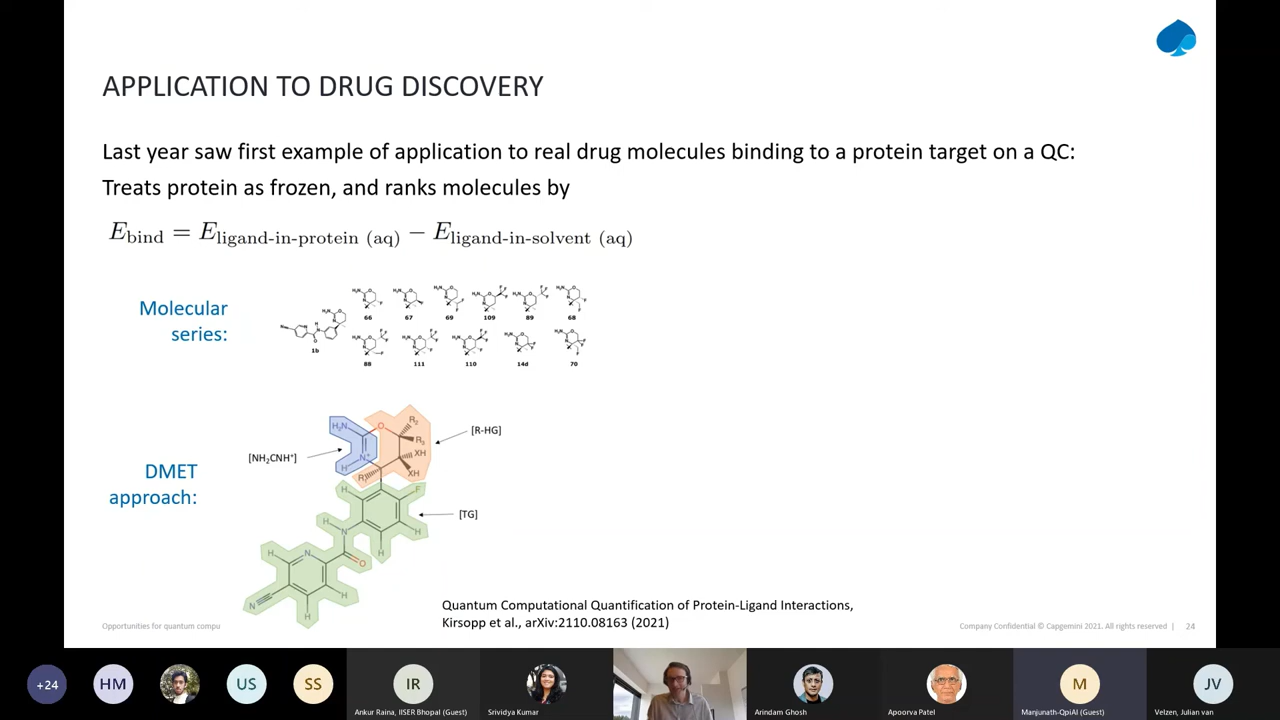 APPLICATION TO DRUG DISCOVERY
Last year saw first example of application to real drug molecules binding to a protein target on a QC:
Treats protein as frozen, and ranks molecules by
E_bind = E_ligand-in-protein (aq) − E_ligand-in-solvent (aq)
Molecular
series:
66 67 69 109 89 68
1b
88 111 110 14d 70
DMET
approach:
[R-HG]
[NH₂CNH⁺]
[TG]
Quantum Computational Quantification of Protein-Ligand Interactions,
Kirsopp et al., arXiv:2110.08163 (2021)
Opportunities for quantum compu
Company Confidential © Capgemini 2021. All rights reserved | 24
+24 HM US SS IR M JV
Ankur Raina, IISER Bhopal (Guest)
Srividya Kumar
Arindam Ghosh
Apoorva Patel
Manjunath-QpiAI (Guest)
Velzen, Julian van